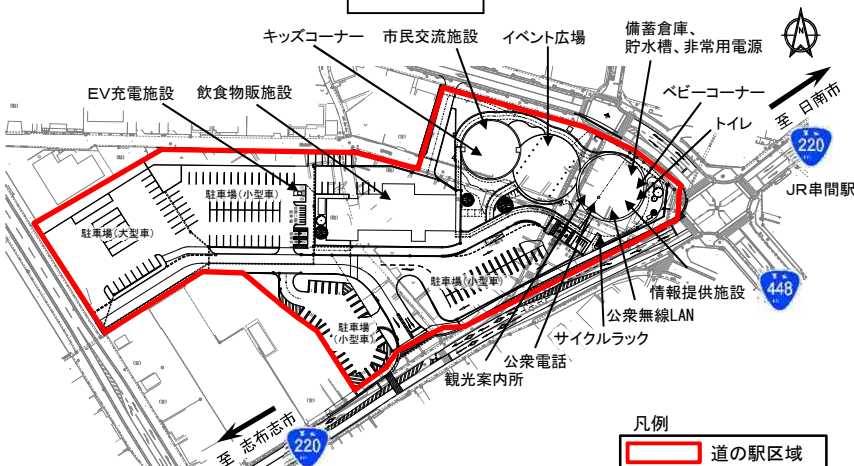 キッズコーナー
市民交流施設
イベント広場
備蓄倉庫、
貯水槽、非常用電源
N
EV充電施設
飲食物販施設
ベビーコーナー
至 日南市
トイレ
220
JR串間駅
駐車場(小型車)
駐車場(大型車)
駐車場(小型車)
情報提供施設
448
公衆無線LAN
駐車場
(小型車)
サイクルラック
公衆電話
観光案内所
至 志布志市
220
凡例
道の駅区域